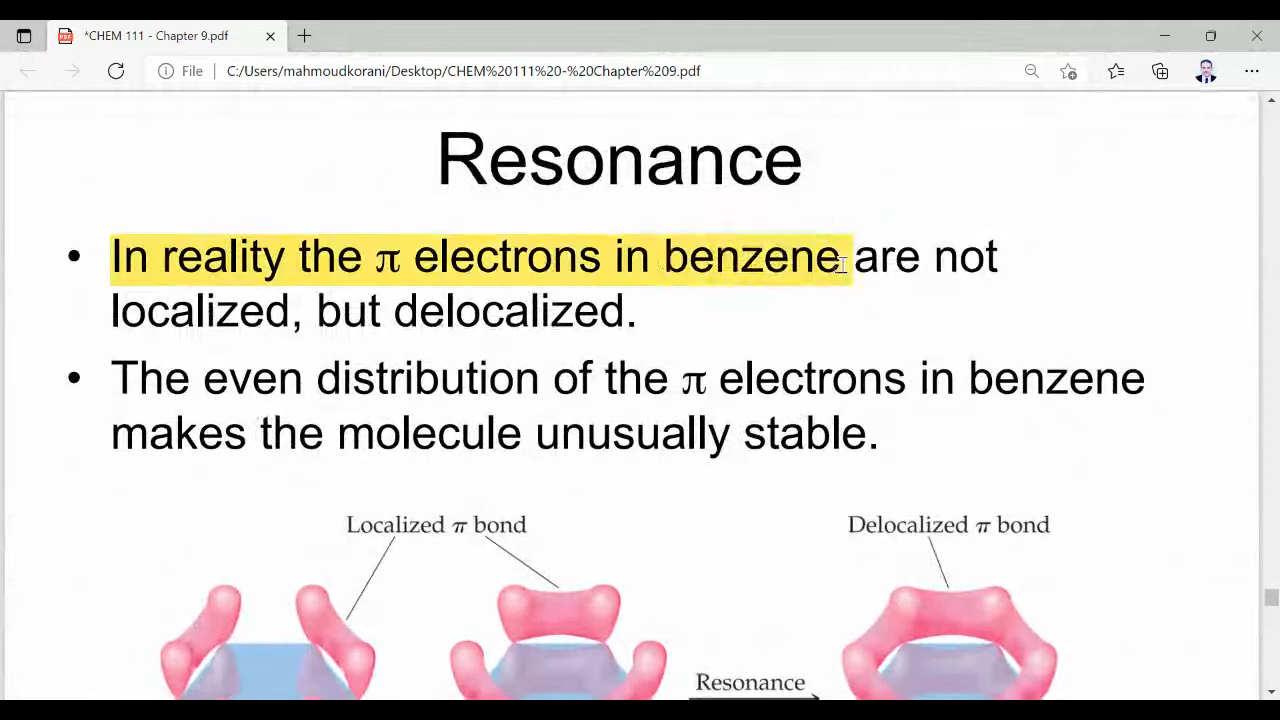 *CHEM 111 - Chapter 9.pdf
File | C:/Users/mahmoudkorani/Desktop/CHEM%20111%20-%20Chapter%209.pdf
Resonance
• In reality the π electrons in benzene are not
localized, but delocalized.
• The even distribution of the π electrons in benzene
makes the molecule unusually stable.
Localized π bond
Delocalized π bond
Resonance